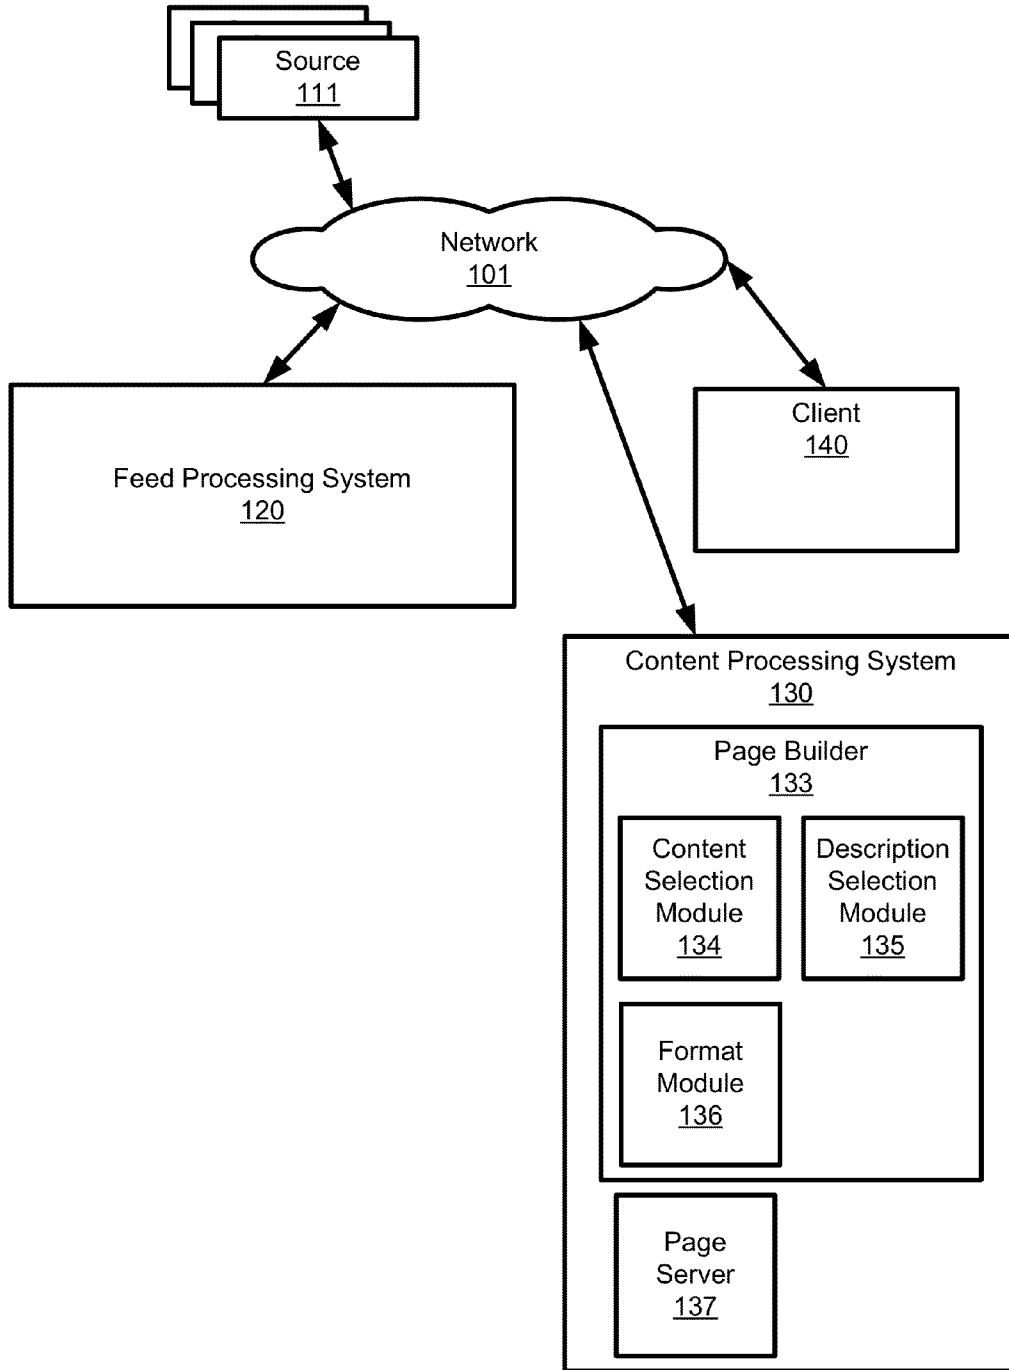 Source
111
Network
101
Feed Processing System
120
Client
140
Content Processing System
130
Page Builder
133
Content
Selection
Module
134
Description
Selection
Module
135
Format
Module
136
Page
Server
137